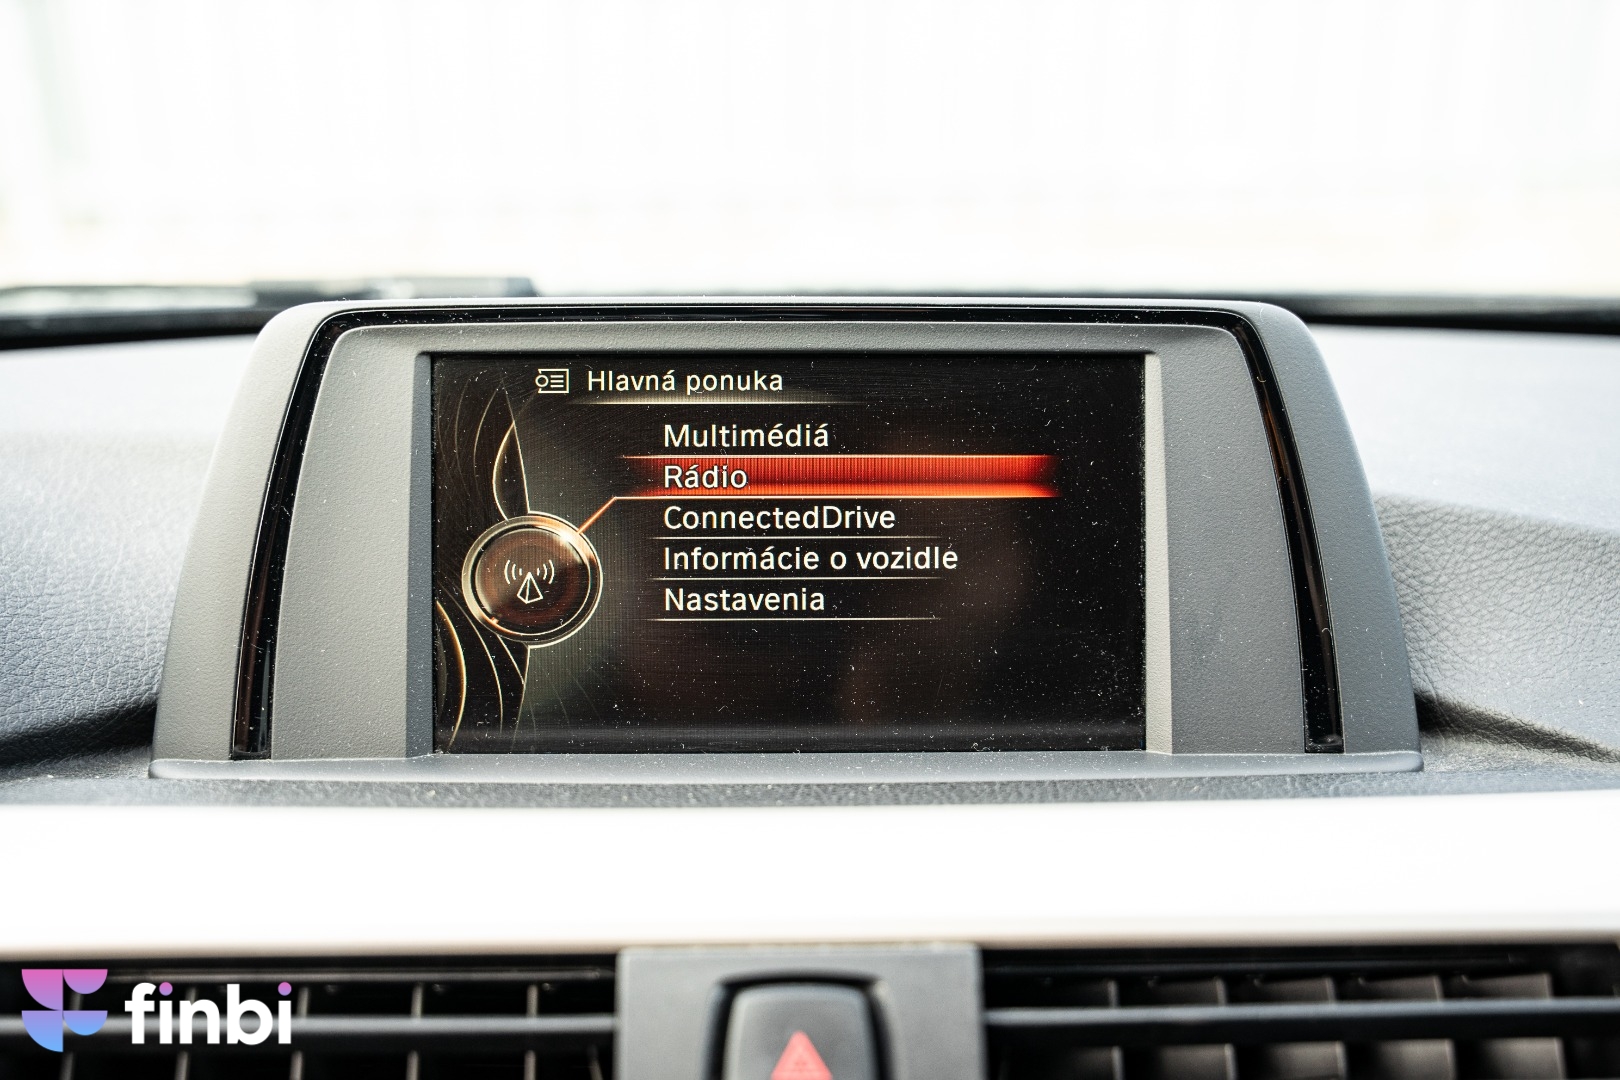 Hlavná ponuka
Multimédiá
Rádio
ConnectedDrive
Informácie o vozidle
Nastavenia
finbi